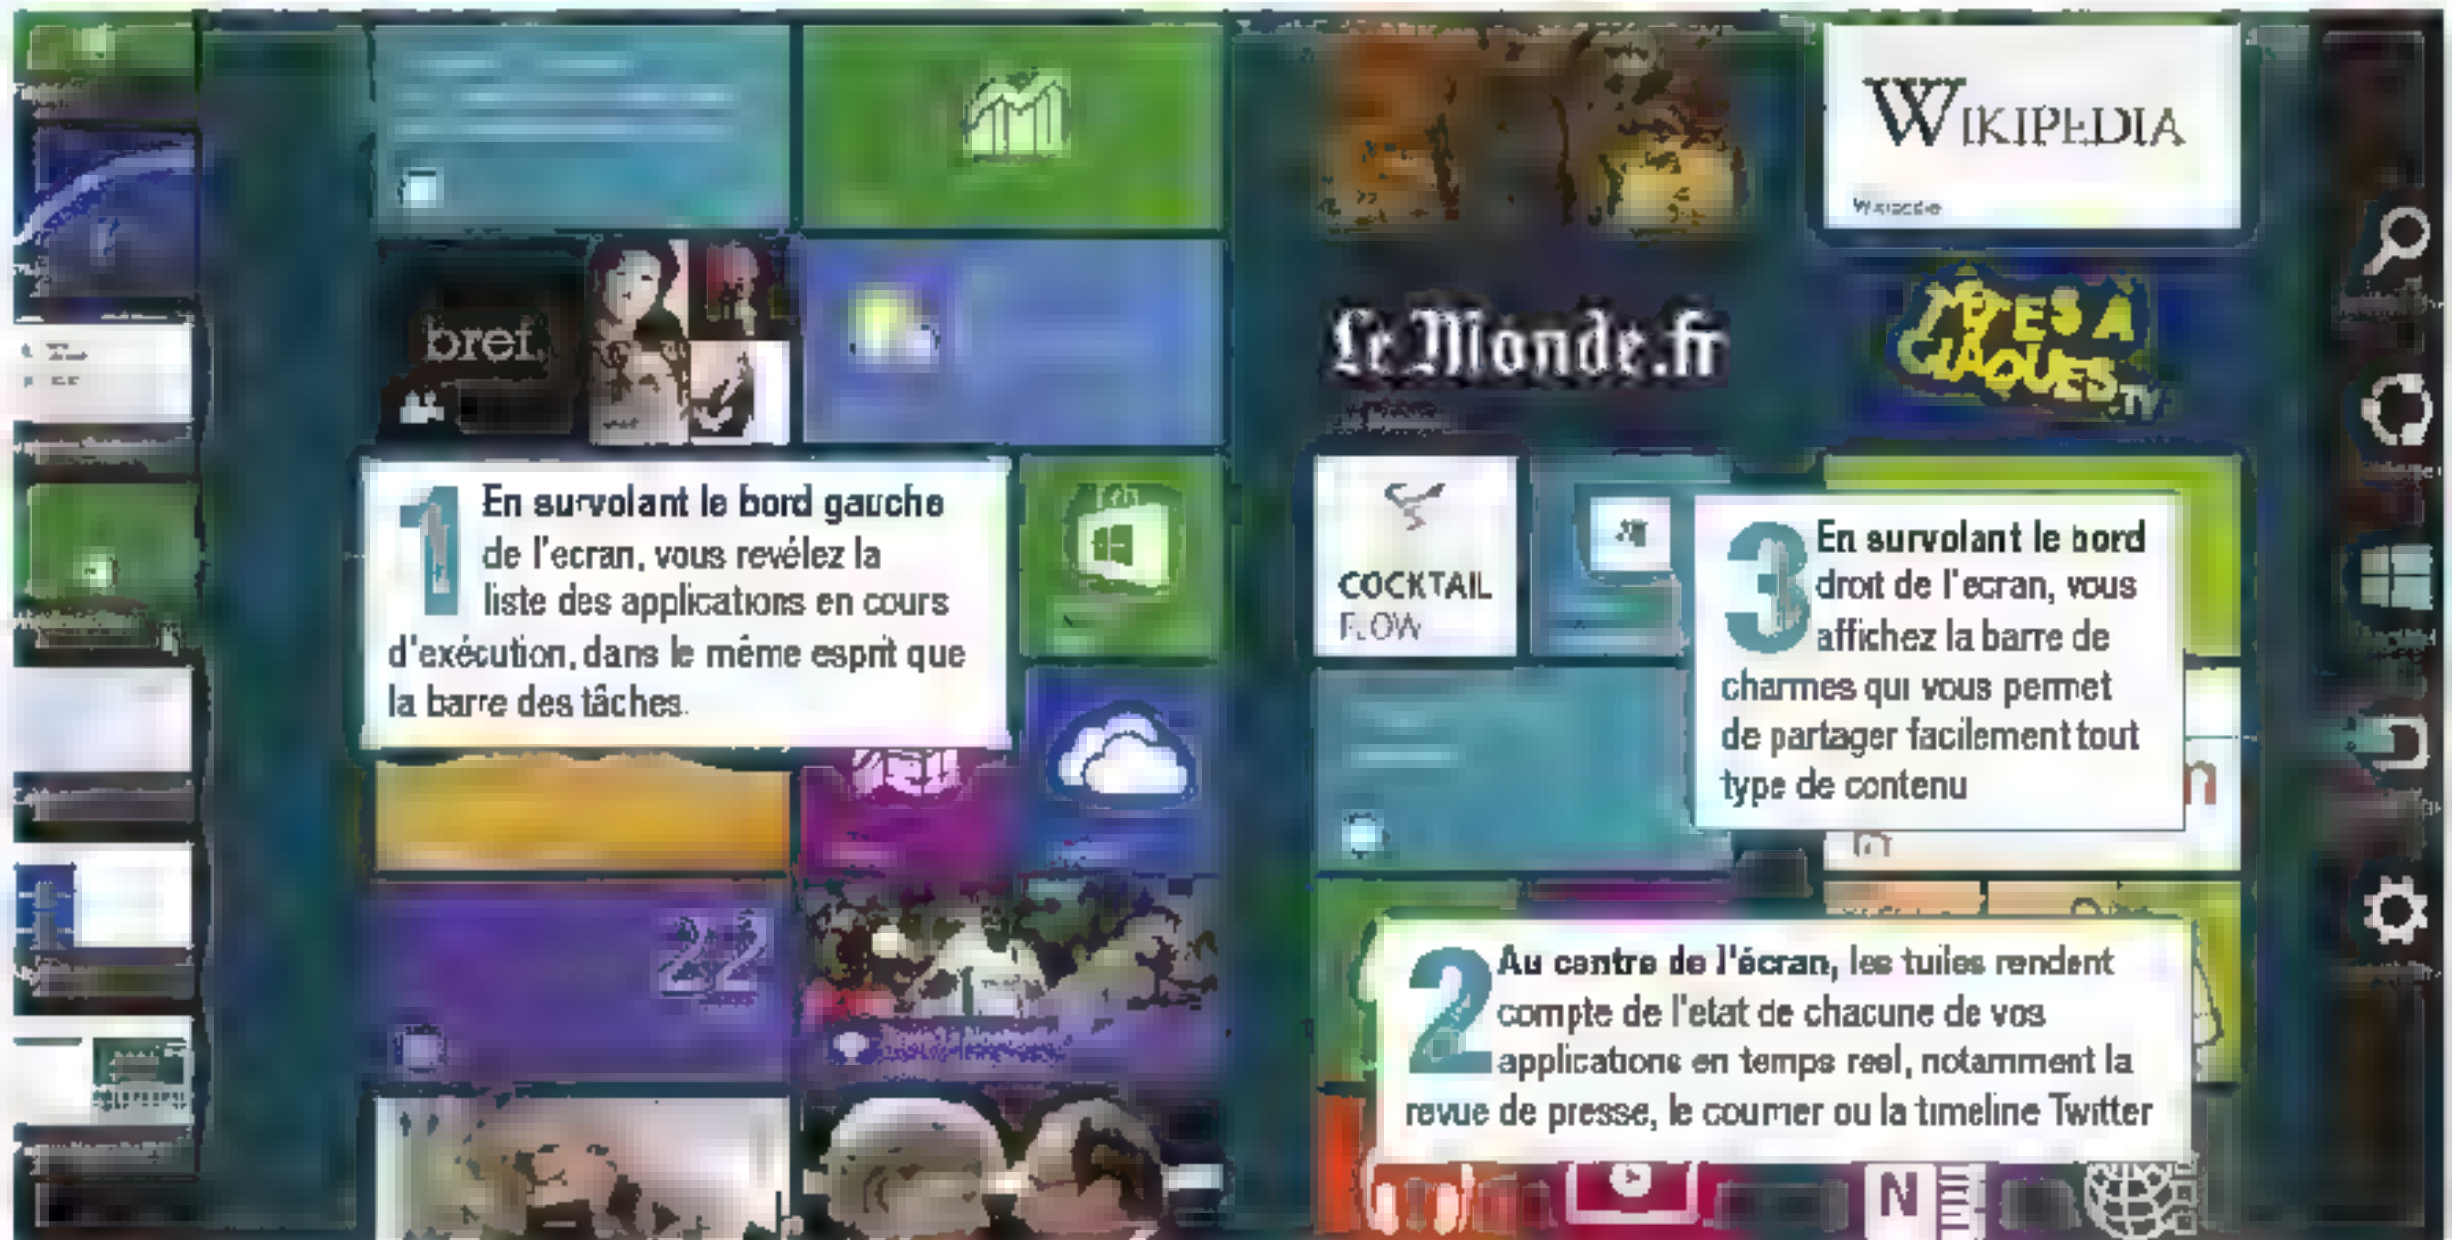 WIKIPEDIA
bref.
Le Monde.fr
TÊTES À
CLAQUES
TV
1 En survolant le bord gauche
de l'ecran, vous revélez la
liste des applications en cours
d'exécution, dans le même esprit que
la barre des tâches.
COCKTAIL
FLOW
3 En survolant le bord
droit de l'ecran, vous
affichez la barre de
charmes qui vous permet
de partager facilement tout
type de contenu
n
22
2 Au centre de l'écran, les tuiles rendent
compte de l'etat de chacune de vos
applications en temps reel, notamment la
revue de presse, le courrier ou la timeline Twitter
N